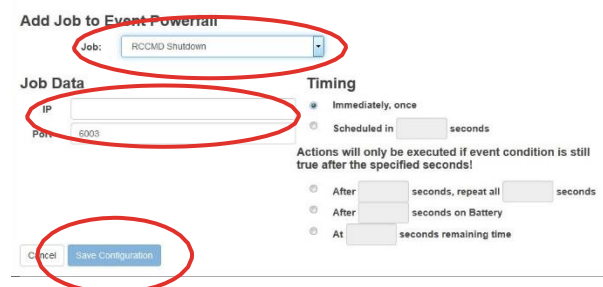 Add Job to Event Powerfail
Job: RCCMD Shutdown
Job Data
IP
Port 6003
Timing
Immediately, once
Scheduled in seconds
Actions will only be executed if event condition is still
true after the specified seconds!
After seconds, repeat all seconds
After seconds on Battery
At seconds remaining time
Cancel Save Configuration